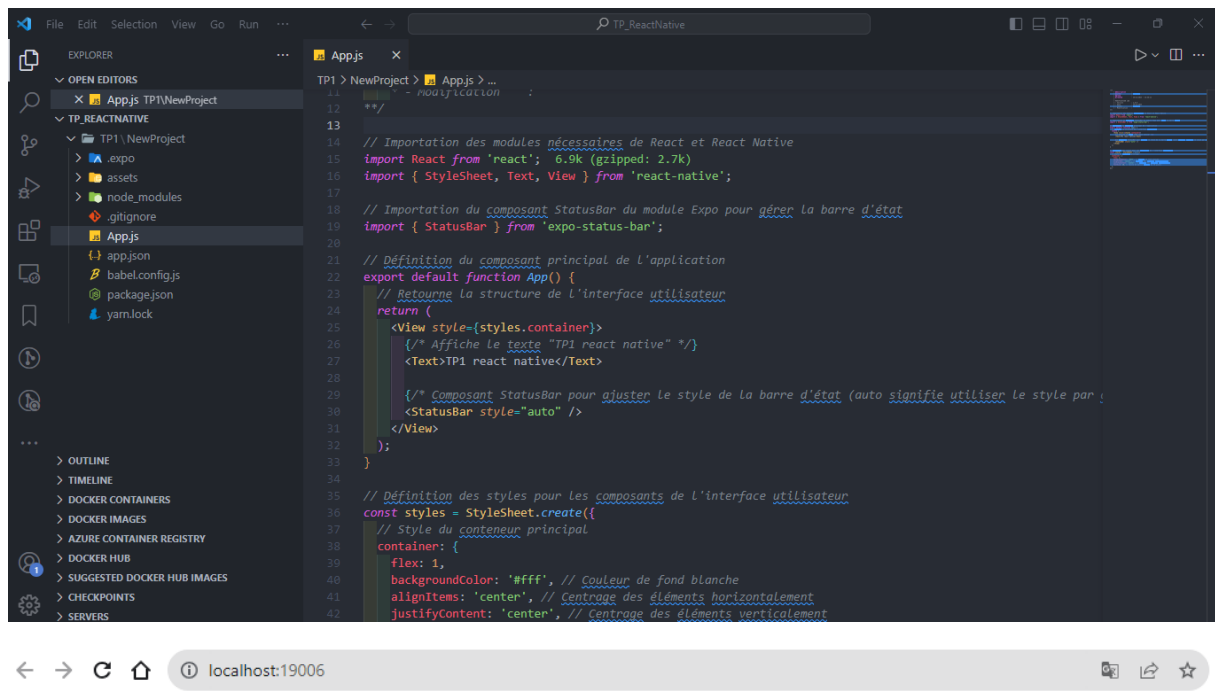 File Edit Selection View Go Run ··· TP_ReactNative
EXPLORER ···
OPEN EDITORS
App.js TP1\NewProject
TP_REACTNATIVE
TP1 \ NewProject
.expo
assets
node_modules
.gitignore
App.js
app.json
babel.config.js
package.json
yarn.lock
OUTLINE
TIMELINE
DOCKER CONTAINERS
DOCKER IMAGES
AZURE CONTAINER REGISTRY
DOCKER HUB
SUGGESTED DOCKER HUB IMAGES
CHECKPOINTS
SERVERS
1
App.js
TP1 > NewProject > App.js > ...
11 * - Modification :
12 **/
13
14 // Importation des modules nécessaires de React et React Native
15 import React from 'react'; 6.9k (gzipped: 2.7k)
16 import { StyleSheet, Text, View } from 'react-native';
17
18 // Importation du composant StatusBar du module Expo pour gérer la barre d'état
19 import { StatusBar } from 'expo-status-bar';
20
21 // Définition du composant principal de l'application
22 export default function App() {
23 // Retourne la structure de l'interface utilisateur
24 return (
25 <View style={styles.container}>
26 {/* Affiche le texte "TP1 react native" */}
27 <Text>TP1 react native</Text>
28
29 {/* Composant StatusBar pour ajuster le style de la barre d'état (auto signifie utiliser le style par
30 <StatusBar style="auto" />
31 </View>
32 );
33 }
34
35 // Définition des styles pour les composants de l'interface utilisateur
36 const styles = StyleSheet.create({
37 // Style du conteneur principal
38 container: {
39 flex: 1,
40 backgroundColor: '#fff', // Couleur de fond blanche
41 alignItems: 'center', // Centrage des éléments horizontalement
42 justifyContent: 'center', // Centrage des éléments verticalement
localhost:19006